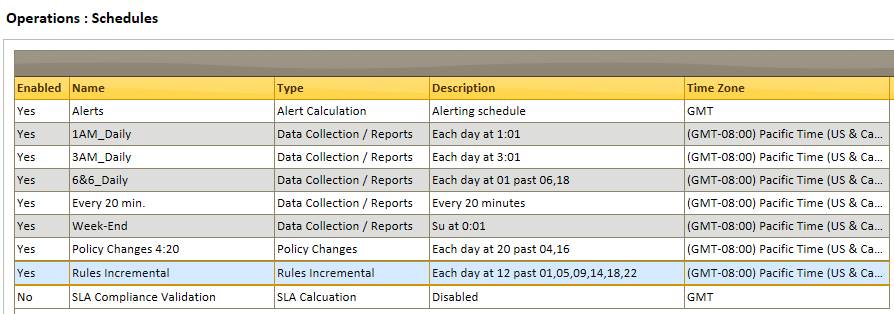 Operations : Schedules
Enabled Name Type Description Time Zone
Yes Alerts Alert Calculation Alerting schedule GMT
Yes 1AM_Daily Data Collection / Reports Each day at 1:01 (GMT-08:00) Pacific Time (US & Ca...
Yes 3AM_Daily Data Collection / Reports Each day at 3:01 (GMT-08:00) Pacific Time (US & Ca...
Yes 6&6_Daily Data Collection / Reports Each day at 01 past 06,18 (GMT-08:00) Pacific Time (US & Ca...
Yes Every 20 min. Data Collection / Reports Every 20 minutes (GMT-08:00) Pacific Time (US & Ca...
Yes Week-End Data Collection / Reports Su at 0:01 (GMT-08:00) Pacific Time (US & Ca...
Yes Policy Changes 4:20 Policy Changes Each day at 20 past 04,16 (GMT-08:00) Pacific Time (US & Ca...
Yes Rules Incremental Rules Incremental Each day at 12 past 01,05,09,14,18,22 (GMT-08:00) Pacific Time (US & Ca...
No SLA Compliance Validation SLA Calcuation Disabled GMT